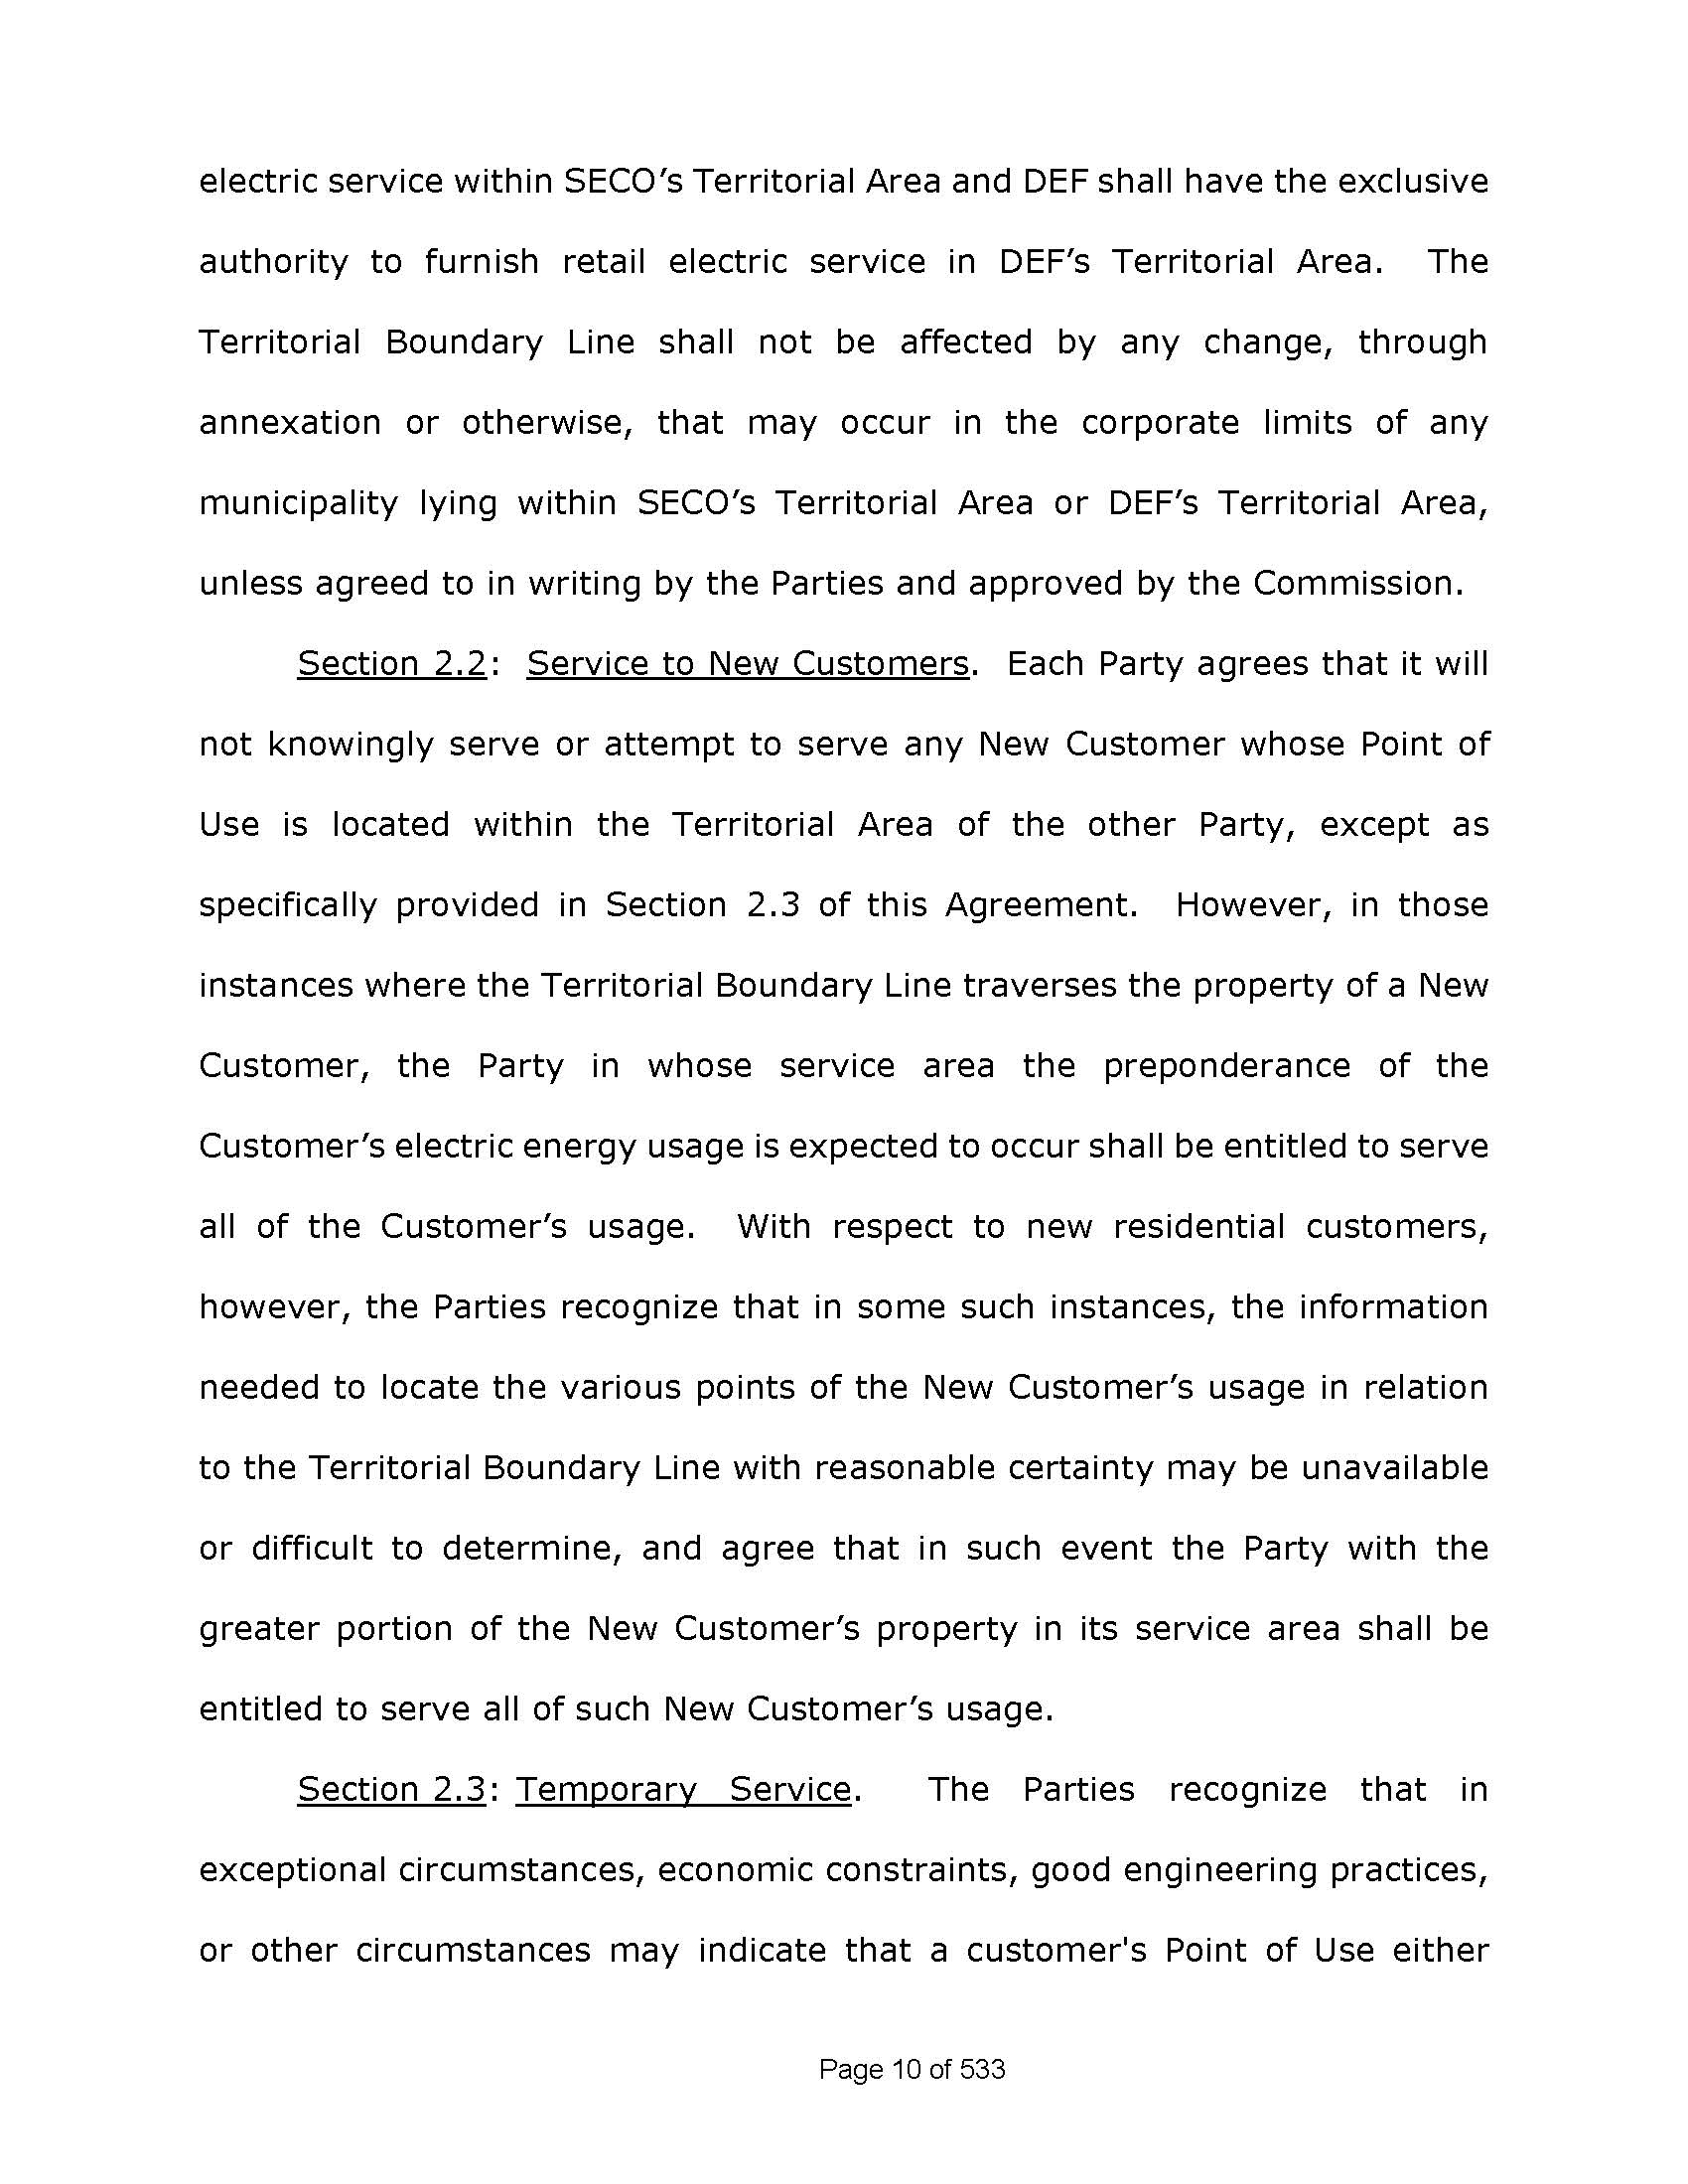 electric service within SECO’s Territorial Area and DEF shall have the exclusive
authority to furnish retail electric service in DEF’s Territorial Area. The
Territorial Boundary Line shall not be affected by any change, through
annexation or otherwise, that may occur in the corporate limits of any
municipality lying within SECO’s Territorial Area or DEF’s Territorial Area,
unless agreed to in writing by the Parties and approved by the Commission.
Section 2.2: Service to New Customers. Each Party agrees that it will
not knowingly serve or attempt to serve any New Customer whose Point of
Use is located within the Territorial Area of the other Party, except as
specifically provided in Section 2.3 of this Agreement. However, in those
instances where the Territorial Boundary Line traverses the property of a New
Customer, the Party in whose service area the preponderance of the
Customer’s electric energy usage is expected to occur shall be entitled to serve
all of the Customer’s usage. With respect to new residential customers,
however, the Parties recognize that in some such instances, the information
needed to locate the various points of the New Customer’s usage in relation
to the Territorial Boundary Line with reasonable certainty may be unavailable
or difficult to determine, and agree that in such event the Party with the
greater portion of the New Customer’s property in its service area shall be
entitled to serve all of such New Customer’s usage.
Section 2.3: Temporary Service. The Parties recognize that in
exceptional circumstances, economic constraints, good engineering practices,
or other circumstances may indicate that a customer's Point of Use either
Page 10 of 533